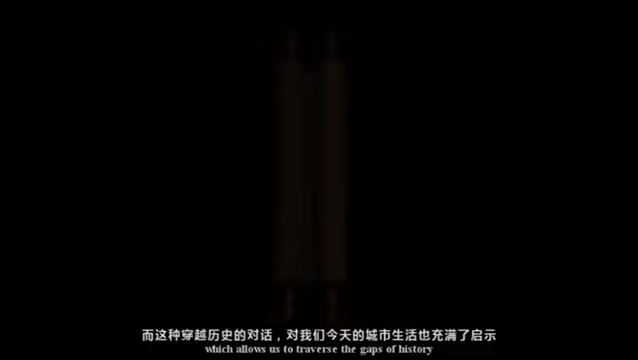 而这种穿越历史的对话，对我们今天的城市生活也充满了启示
which allows us to traverse the gaps of history